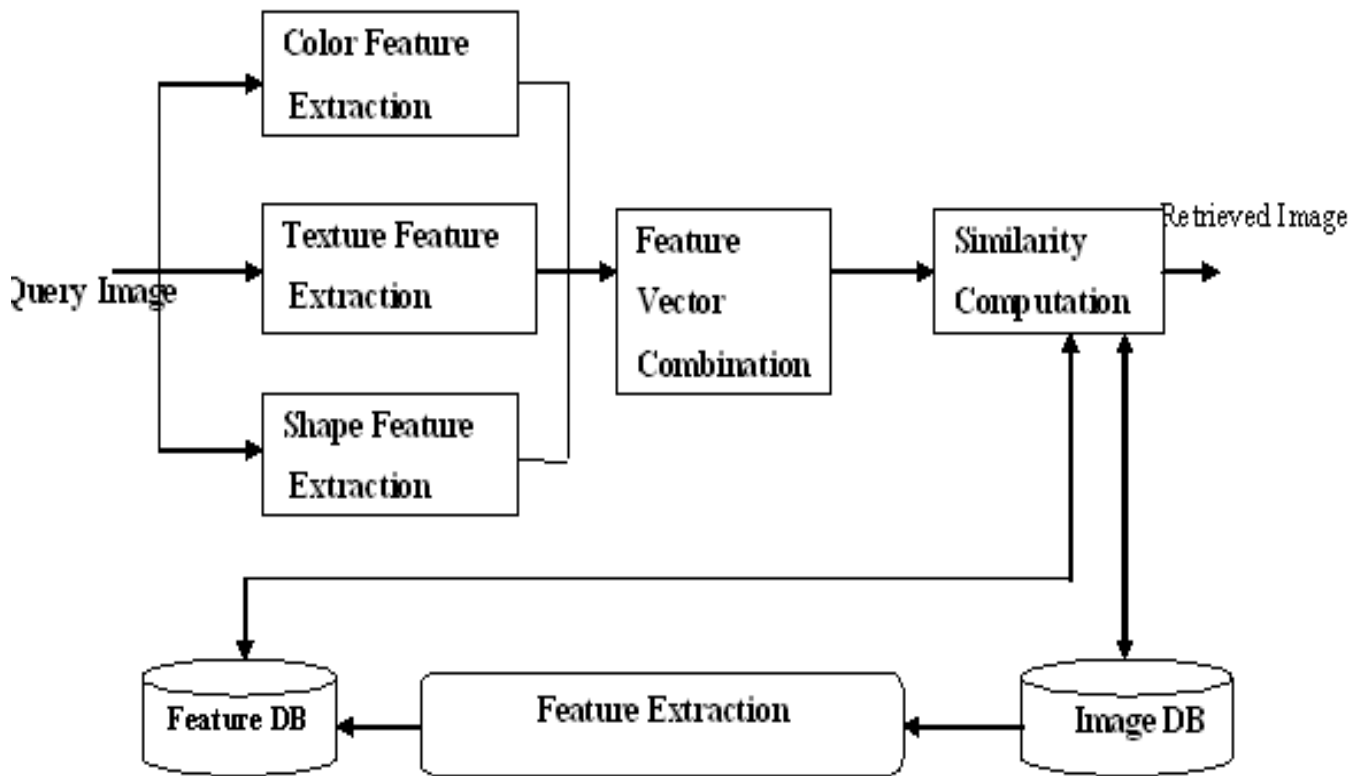 Color Feature
Extraction
Query Image
Texture Feature
Extraction
Shape Feature
Extraction
Feature
Vector
Combination
Similarity
Computation
Retrieved Image
Feature DB
Feature Extraction
Image DB